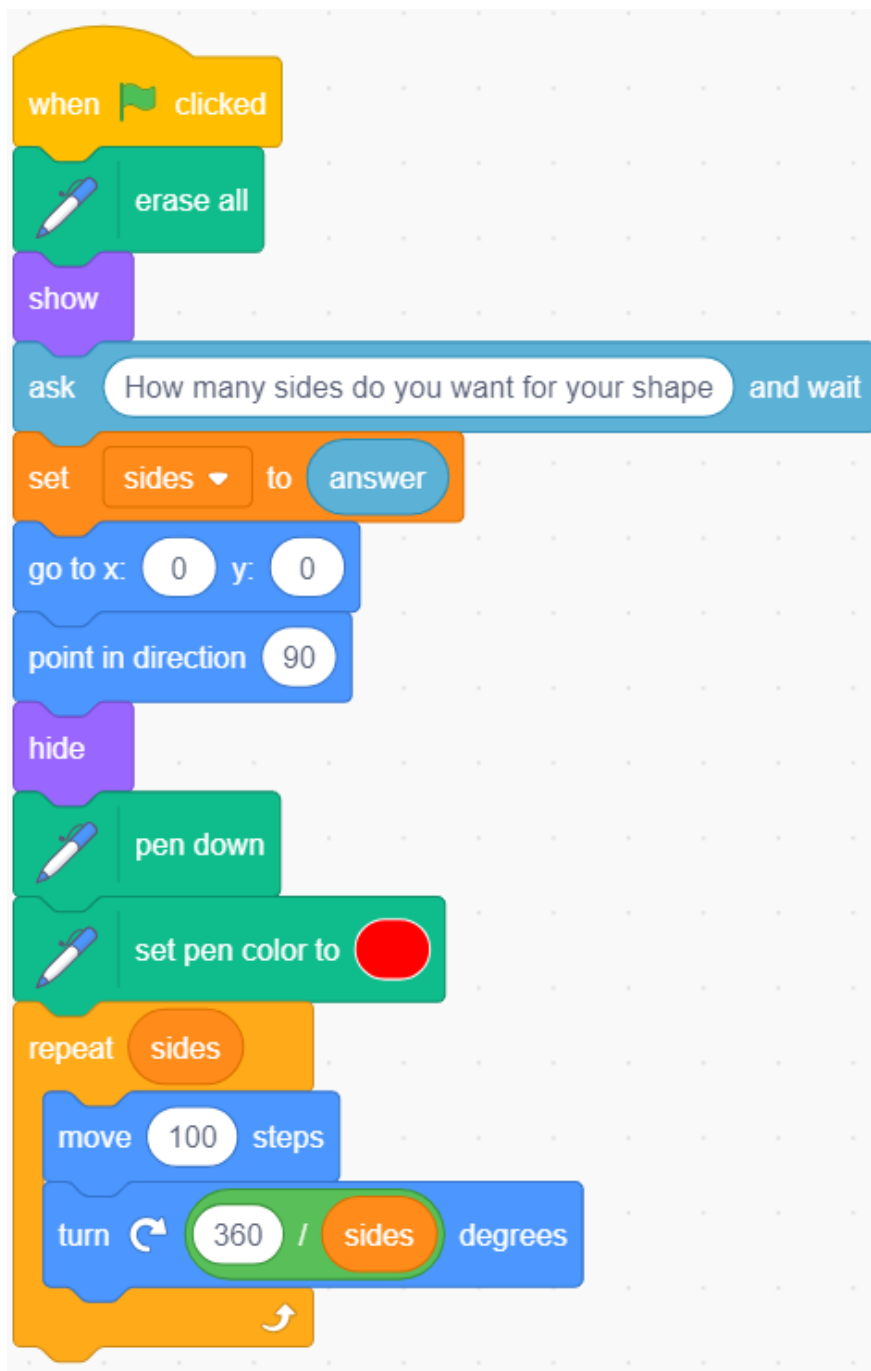 when clicked
erase all
show
ask How many sides do you want for your shape and wait
set sides to answer
go to x: 0 y: 0
point in direction 90
hide
pen down
set pen color to
repeat sides
move 100 steps
turn 360 / sides degrees